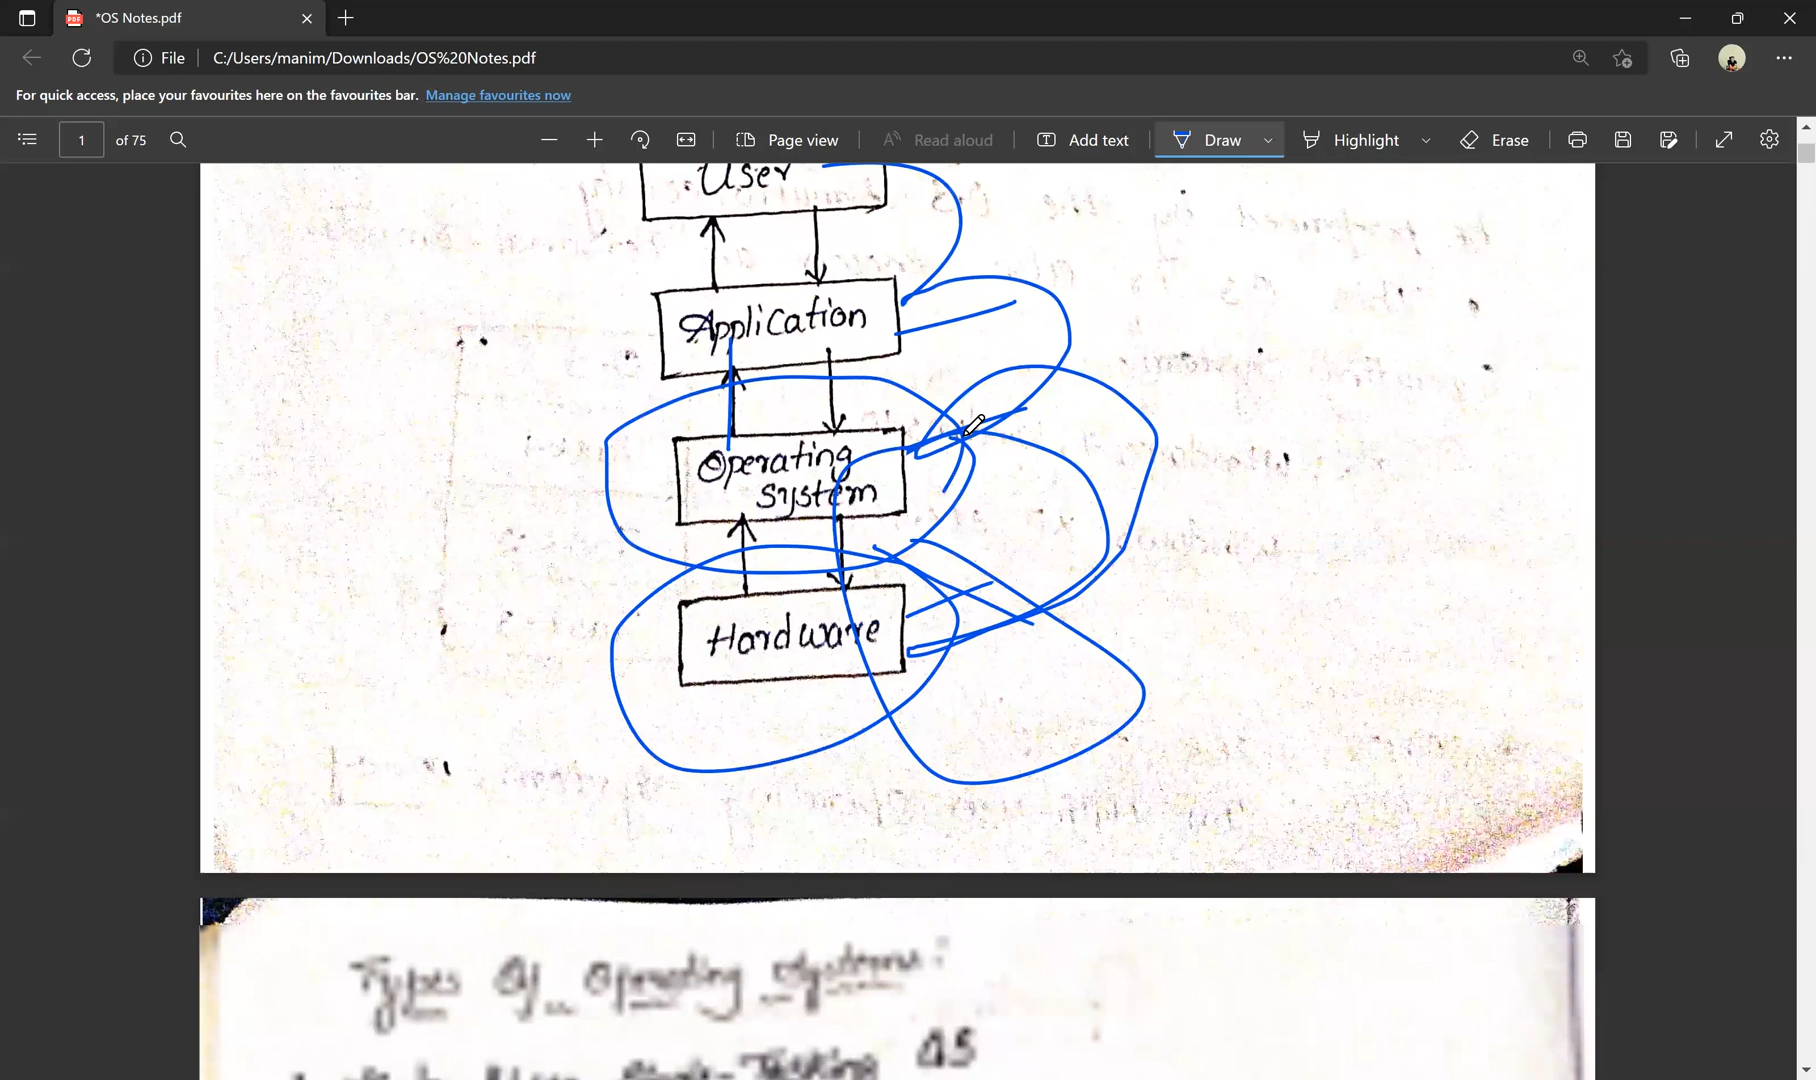 *OS Notes.pdf
File
C:/Users/manim/Downloads/OS%20Notes.pdf
For quick access, place your favourites here on the favourites bar. Manage favourites now
1 of 75
Page view
Read aloud
Add text
Draw
Highlight
Erase
User
Application
Operating
System
Hardware
Types Of Operating Systems:
OS